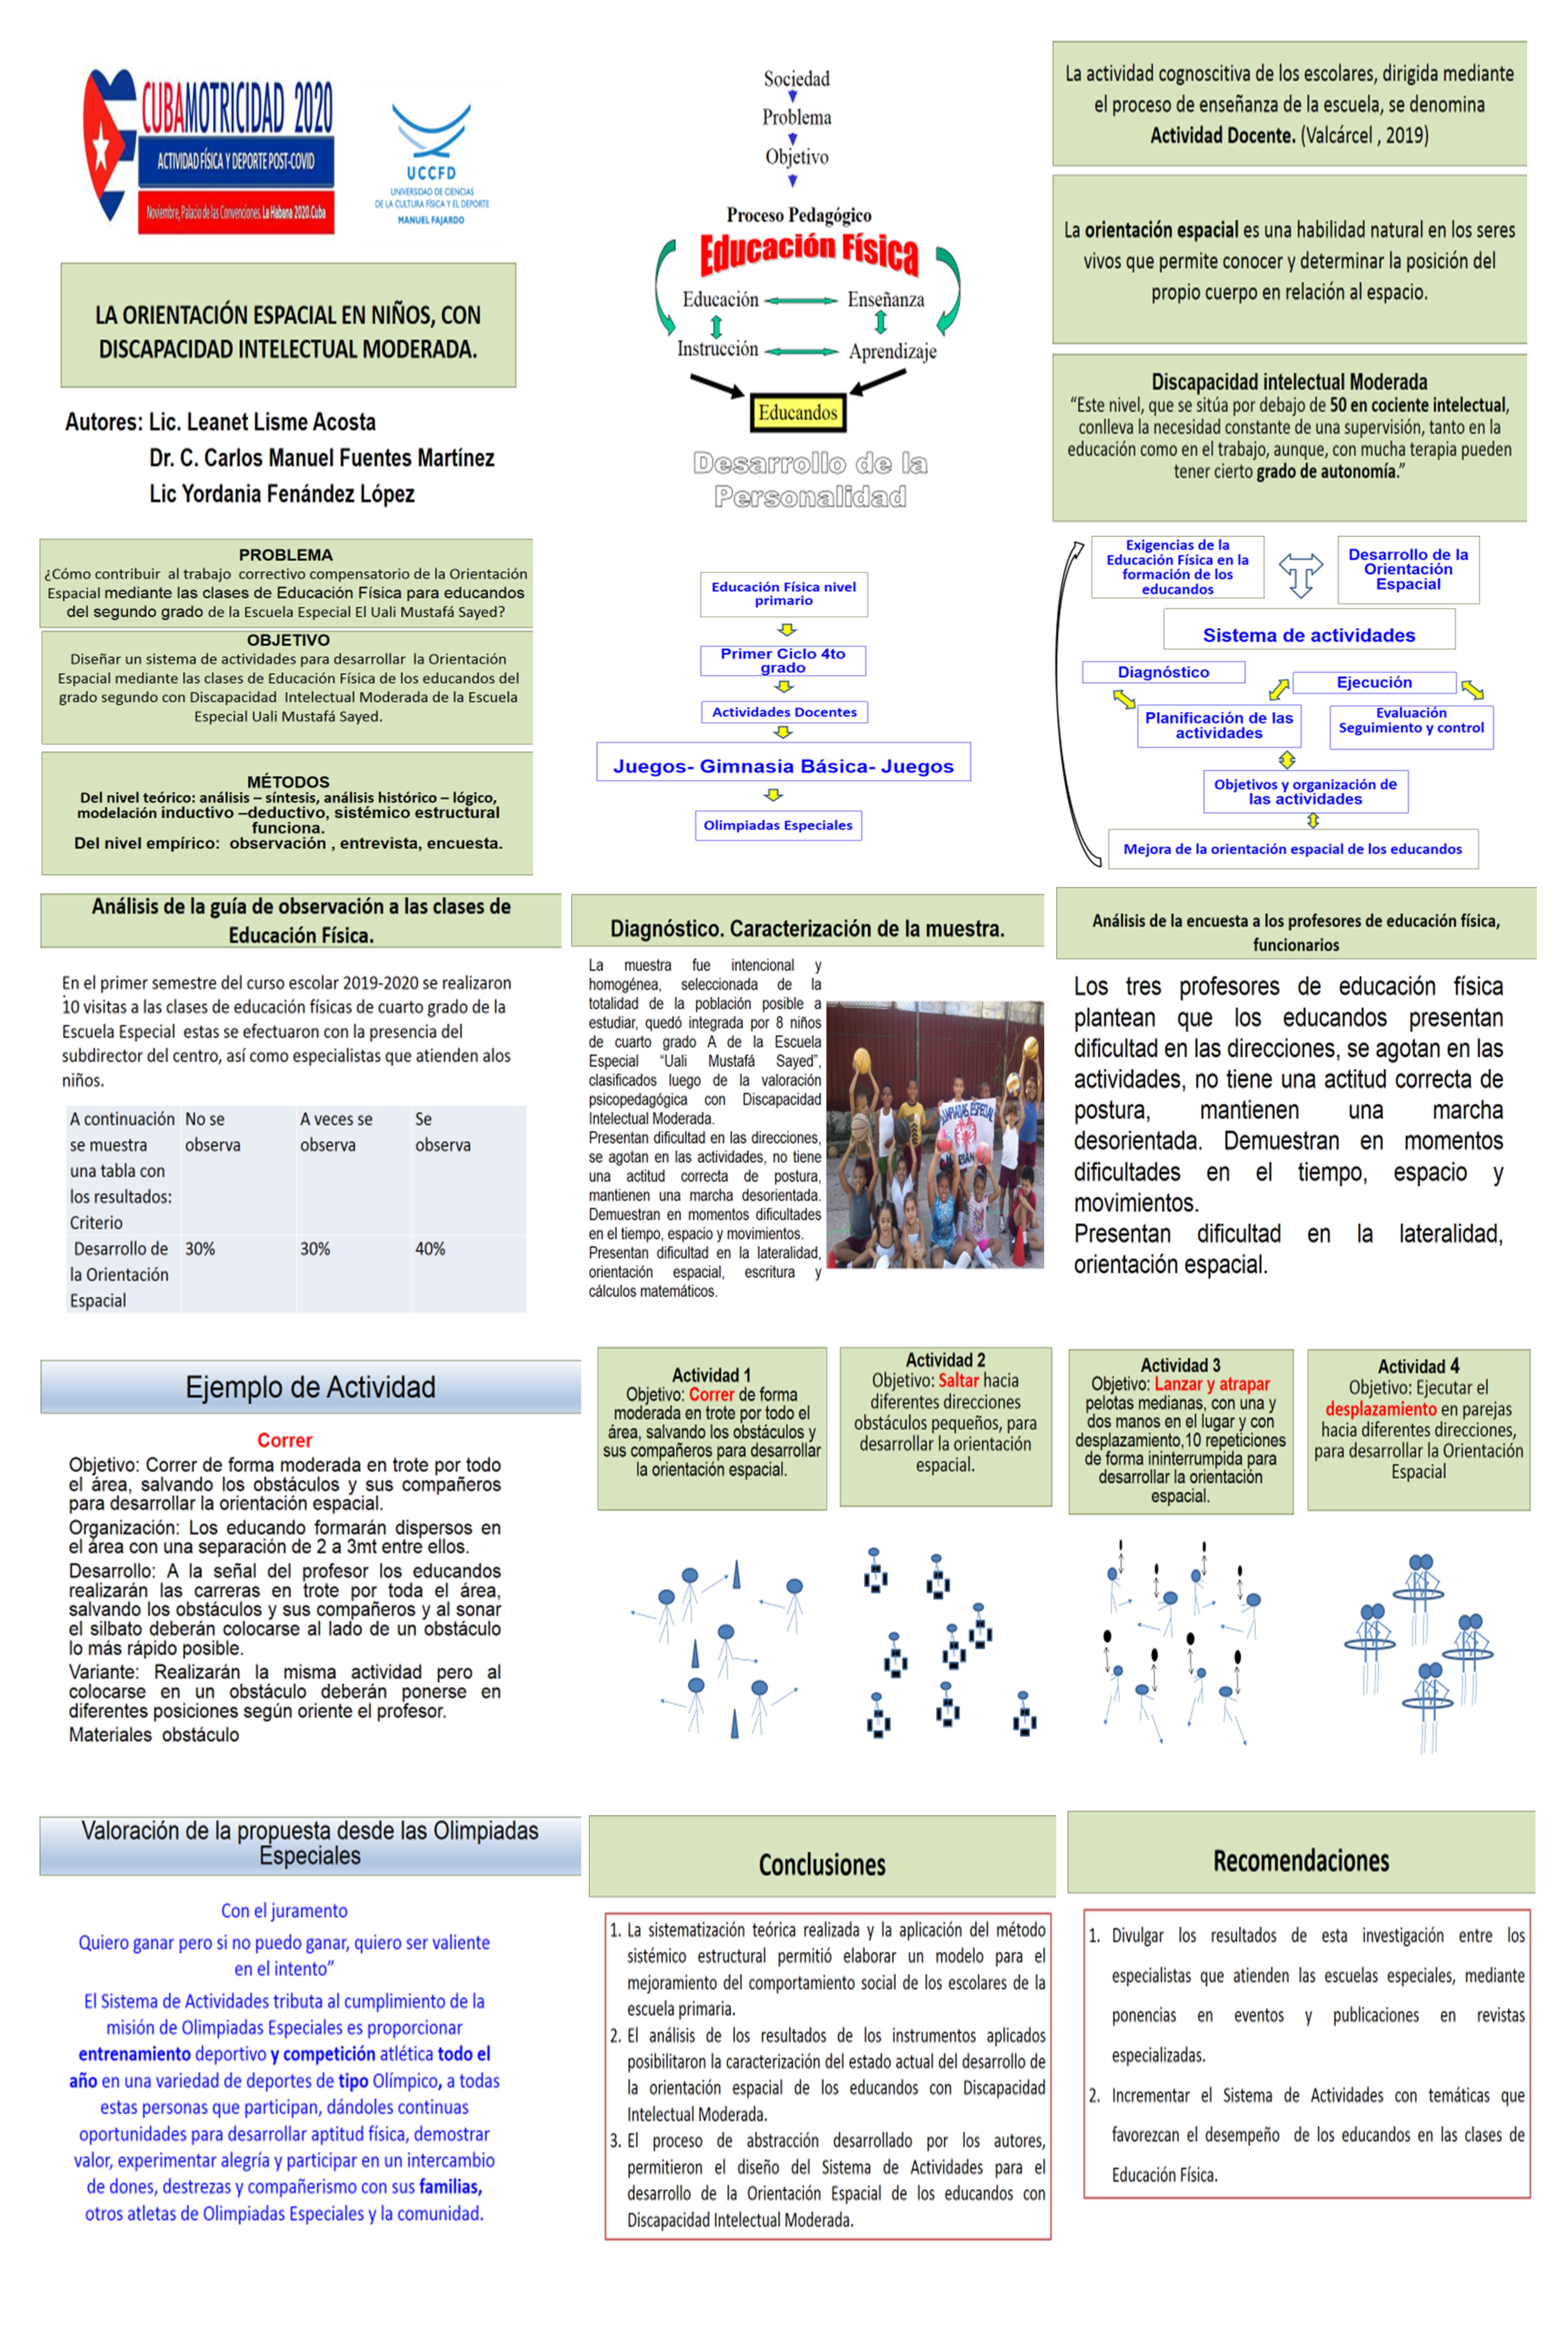 CUBAMOTRICIDAD 2020
ACTIVIDAD FÍSICA Y DEPORTE POST-COVID
Noviembre, Palacio de las Convenciones. La Habana 2020.Cuba
UCCFD
UNIVERSIDAD DE CIENCIAS
DE LA CULTURA FÍSICA Y EL DEPORTE
MANUEL FAJARDO
LA ORIENTACIÓN ESPACIAL EN NIÑOS, CON
DISCAPACIDAD INTELECTUAL MODERADA.
Autores: Lic. Leanet Lisme Acosta
Dr. C. Carlos Manuel Fuentes Martínez
Lic Yordania Fenández López
Sociedad
Problema
Objetivo
Proceso Pedagógico
Educación Física
Educación
Enseñanza
Instrucción
Aprendizaje
Educandos
Desarrollo de la
Personalidad
La actividad cognoscitiva de los escolares, dirigida mediante
el proceso de enseñanza de la escuela, se denomina
Actividad Docente. (Valcárcel , 2019)
La orientación espacial es una habilidad natural en los seres
vivos que permite conocer y determinar la posición del
propio cuerpo en relación al espacio.
Discapacidad intelectual Moderada
“Este nivel, que se sitúa por debajo de 50 en cociente intelectual,
conlleva la necesidad constante de una supervisión, tanto en la
educación como en el trabajo, aunque, con mucha terapia pueden
tener cierto grado de autonomía.”
PROBLEMA
¿Cómo contribuir al trabajo correctivo compensatorio de la Orientación
Espacial mediante las clases de Educación Física para educandos
del segundo grado de la Escuela Especial El Uali Mustafá Sayed?
OBJETIVO
Diseñar un sistema de actividades para desarrollar la Orientación
Espacial mediante las clases de Educación Física de los educandos del
grado segundo con Discapacidad Intelectual Moderada de la Escuela
Especial Uali Mustafá Sayed.
MÉTODOS
Del nivel teórico: análisis – síntesis, análisis histórico – lógico,
modelación inductivo –deductivo, sistémico estructural
funciona.
Del nivel empírico: observación , entrevista, encuesta.
Educación Física nivel
primario
Primer Ciclo 4to
grado
Actividades Docentes
Juegos- Gimnasia Básica- Juegos
Olimpiadas Especiales
Exigencias de la
Educación Física en la
formación de los
educandos
Desarrollo de la
Orientación
Espacial
Sistema de actividades
Diagnóstico
Ejecución
Planificación de las
actividades
Evaluación
Seguimiento y control
Objetivos y organización de
las actividades
Mejora de la orientación espacial de los educandos
Análisis de la guía de observación a las clases de
Educación Física.
En el primer semestre del curso escolar 2019-2020 se realizaron
10 visitas a las clases de educación físicas de cuarto grado de la
Escuela Especial estas se efectuaron con la presencia del
subdirector del centro, así como especialistas que atienden alos
niños.
A continuación
se muestra
una tabla con
los resultados:
Criterio
No se
observa
A veces se
observa
Se
observa
Desarrollo de
la Orientación
Espacial
30%
30%
40%
Diagnóstico. Caracterización de la muestra.
La muestra fue intencional y
homogénea, seleccionada de la
totalidad de la población posible a
estudiar, quedó integrada por 8 niños
de cuarto grado A de la Escuela
Especial “Uali Mustafá Sayed”,
clasificados luego de la valoración
psicopedagógica con Discapacidad
Intelectual Moderada.
Presentan dificultad en las direcciones,
se agotan en las actividades, no tiene
una actitud correcta de postura,
mantienen una marcha desorientada.
Demuestran en momentos dificultades
en el tiempo, espacio y movimientos.
Presentan dificultad en la lateralidad,
orientación espacial, escritura y
cálculos matemáticos.
Análisis de la encuesta a los profesores de educación física,
funcionarios
Los tres profesores de educación física
plantean que los educandos presentan
dificultad en las direcciones, se agotan en las
actividades, no tiene una actitud correcta de
postura, mantienen una marcha
desorientada. Demuestran en momentos
dificultades en el tiempo, espacio y
movimientos.
Presentan dificultad en la lateralidad,
orientación espacial.
Ejemplo de Actividad
Correr
Objetivo: Correr de forma moderada en trote por todo
el área, salvando los obstáculos y sus compañeros
para desarrollar la orientación espacial.
Organización: Los educando formarán dispersos en
el área con una separación de 2 a 3mt entre ellos.
Desarrollo: A la señal del profesor los educandos
realizarán las carreras en trote por toda el área,
salvando los obstáculos y sus compañeros y al sonar
el silbato deberán colocarse al lado de un obstáculo
lo más rápido posible.
Variante: Realizarán la misma actividad pero al
colocarse en un obstáculo deberán ponerse en
diferentes posiciones según oriente el profesor.
Materiales obstáculo
Actividad 1
Objetivo: Correr de forma
moderada en trote por todo el
área, salvando los obstáculos y
sus compañeros para desarrollar
la orientación espacial.
Actividad 2
Objetivo: Saltar hacia
diferentes direcciones
obstáculos pequeños, para
desarrollar la orientación
espacial.
Actividad 3
Objetivo: Lanzar y atrapar
pelotas medianas, con una y
dos manos en el lugar y con
desplazamiento,10 repeticiones
de forma ininterrumpida para
desarrollar la orientación
espacial.
Actividad 4
Objetivo: Ejecutar el
desplazamiento en parejas
hacia diferentes direcciones,
para desarrollar la Orientación
Espacial
Valoración de la propuesta desde las Olimpiadas
Especiales
Con el juramento
Quiero ganar pero si no puedo ganar, quiero ser valiente
en el intento”
El Sistema de Actividades tributa al cumplimiento de la
misión de Olimpiadas Especiales es proporcionar
entrenamiento deportivo y competición atlética todo el
año en una variedad de deportes de tipo Olímpico, a todas
estas personas que participan, dándoles continuas
oportunidades para desarrollar aptitud física, demostrar
valor, experimentar alegría y participar en un intercambio
de dones, destrezas y compañerismo con sus familias,
otros atletas de Olimpiadas Especiales y la comunidad.
Conclusiones
1. La sistematización teórica realizada y la aplicación del método
sistémico estructural permitió elaborar un modelo para el
mejoramiento del comportamiento social de los escolares de la
escuela primaria.
2. El análisis de los resultados de los instrumentos aplicados
posibilitaron la caracterización del estado actual del desarrollo de
la orientación espacial de los educandos con Discapacidad
Intelectual Moderada.
3. El proceso de abstracción desarrollado por los autores,
permitieron el diseño del Sistema de Actividades para el
desarrollo de la Orientación Espacial de los educandos con
Discapacidad Intelectual Moderada.
Recomendaciones
1. Divulgar los resultados de esta investigación entre los
especialistas que atienden las escuelas especiales, mediante
ponencias en eventos y publicaciones en revistas
especializadas.
2. Incrementar el Sistema de Actividades con temáticas que
favorezcan el desempeño de los educandos en las clases de
Educación Física.